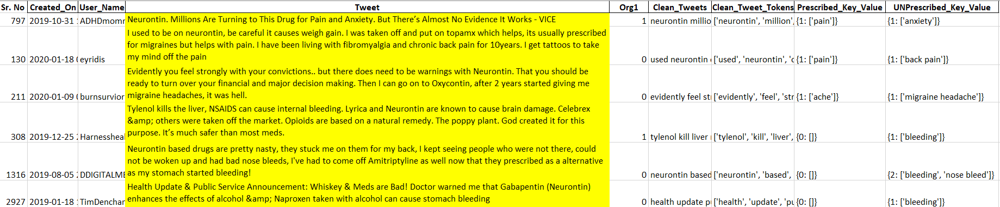 Sr. No Created_On User_Name Tweet Org1 Clean_Tweets Clean_Tweet_Tokens Prescribed_Key_Value UNPrescribed_Key_Value
797 2019-10-31 ADHDmomr Neurontin. Millions Are Turning to This Drug for Pain and Anxiety. But There’s Almost No Evidence It Works - VICE 1 neurontin millio ['neurontin', 'million', {1: ['pain']} {1: ['anxiety']}
I used to be on neurontin, be careful it causes weigh gain. I was taken off and put on topamx which helps, its usually prescribed
for migraines but helps with pain. I have been living with fibromyalgia and chronic back pain for 10years. I get tattoos to take
my mind off the pain
130 2020-01-18 eyridis 0 used neurontin ['used', 'neurontin', {1: ['pain']} {1: ['back pain']}
Evidently you feel strongly with your convictions.. but there does need to be warnings with Neurontin. That you should be
ready to turn over your financial and major decision making. Then I can go on to Oxycontin, after 2 years started giving me
migraine headaches, it was hell.
211 2020-01-09 burnsurvior 0 evidently feel st ['evidently', 'feel', 'str {1: ['ache']} {1: ['migraine headache']}
Tylenol kills the liver, NSAIDS can cause internal bleeding. Lyrica and Neurontin are known to cause brain damage. Celebrex
&amp; others were taken off the market. Opioids are based on a natural remedy. The poppy plant. God created it for this
purpose. It’s much safer than most meds.
308 2019-12-25 Harnessheal 1 tylenol kill liver ['tylenol', 'kill', 'liver', {0: []} {1: ['bleeding']}
Neurontin based drugs are pretty nasty, they stuck me on them for my back, I kept seeing people who were not there, could
not be woken up and had bad nose bleeds, I've had to come off Amitriptyline as well now that they prescribed as a alternative
as my stomach started bleeding!
1316 2019-08-05 DDIGITALME 0 neurontin based ['neurontin', 'based', {0: []} {2: ['bleeding', 'nose bleed']}
Health Update & Public Service Announcement: Whiskey & Meds are Bad! Doctor warned me that Gabapentin (Neurontin)
enhances the effects of alcohol &amp; Naproxen taken with alcohol can cause stomach bleeding
2927 2019-01-18 TimDenchar 0 health update p ['health', 'update', 'pu {0: []} {1: ['bleeding']}